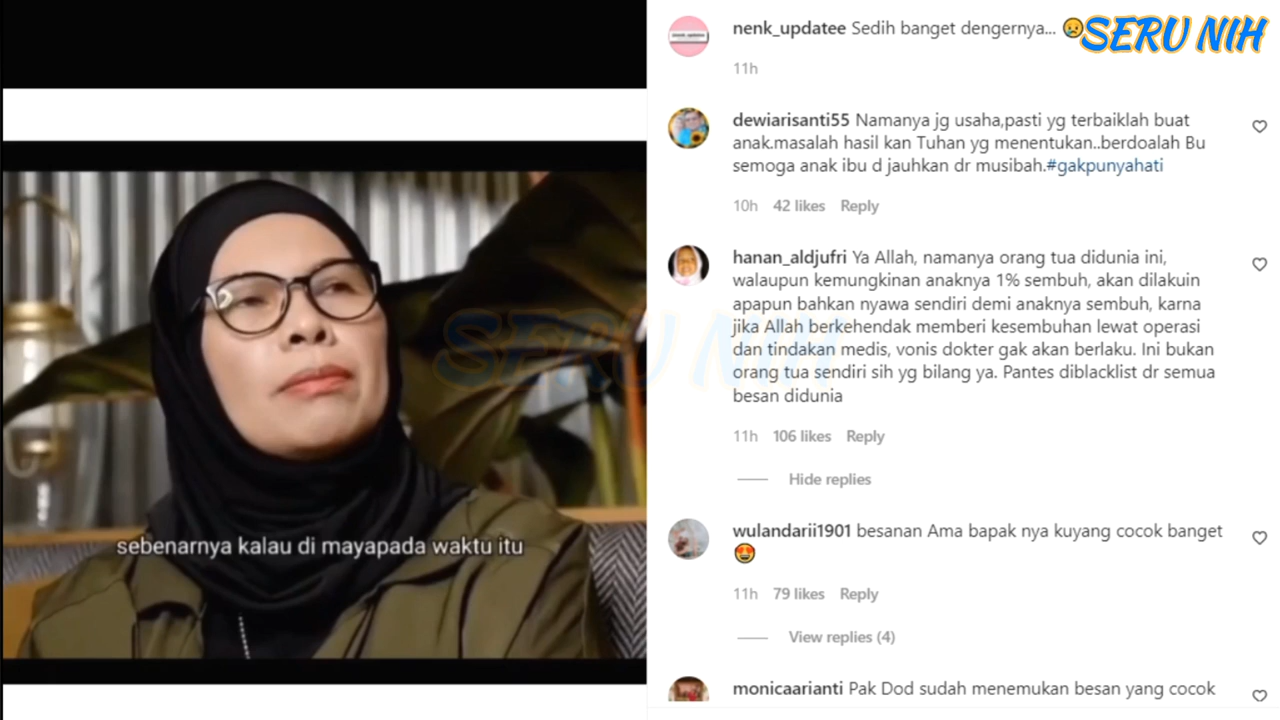 nenk_updatee Sedih banget dengernya... 😢
SERU NIH
11h
dewiarisanti55 Namanya jg usaha,pasti yg terbaiklah buat
anak.masalah hasil kan Tuhan yg menentukan..berdoalah Bu
semoga anak ibu d jauhkan dr musibah.#gakpunyahati
10h 42 likes Reply
hanan_aldjufri Ya Allah, namanya orang tua didunia ini,
walaupun kemungkinan anaknya 1% sembuh, akan dilakuin
apapun bahkan nyawa sendiri demi anaknya sembuh, karna
jika Allah berkehendak memberi kesembuhan lewat operasi
dan tindakan medis, vonis dokter gak akan berlaku. Ini bukan
orang tua sendiri sih yg bilang ya. Pantes diblacklist dr semua
besan didunia
11h 106 likes Reply
Hide replies
wulandarii1901 besanan Ama bapak nya kuyang cocok banget
🤩
11h 79 likes Reply
View replies (4)
monicaarianti Pak Dod sudah menemukan besan yang cocok
sebenarnya kalau di mayapada waktu itu
SERU NIH